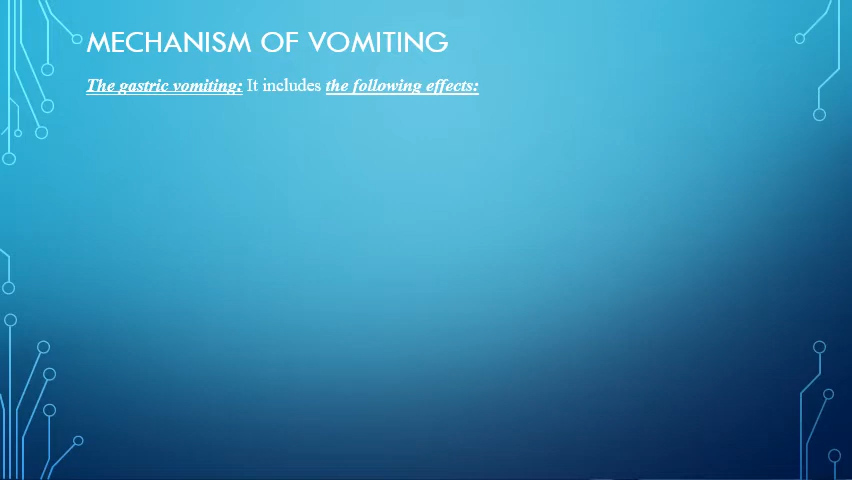 MECHANISM OF VOMITING
The gastric vomiting: It includes the following effects: